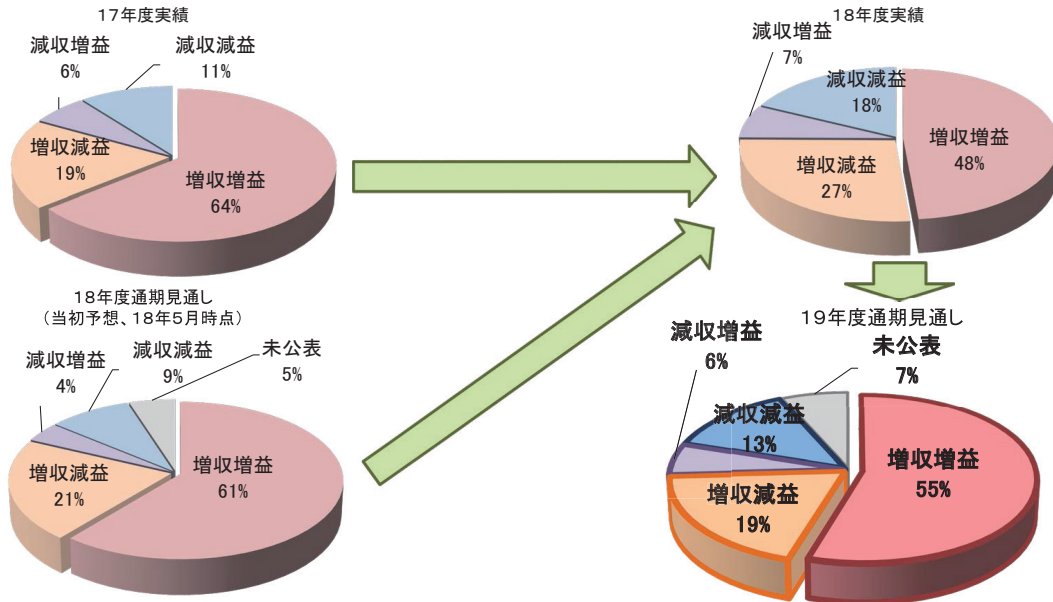 17年度実績
減収増益
6%
減収減益
11%
増収減益
19%
増収増益
64%
18年度実績
減収増益
7%
減収減益
18%
増収増益
48%
増収減益
27%
18年度通期見通し
(当初予想、18年5月時点)
減収増益
4%
減収減益
9%
未公表
5%
増収減益
21%
増収増益
61%
19年度通期見通し
減収増益
6%
未公表
7%
減収減益
13%
増収減益
19%
増収増益
55%